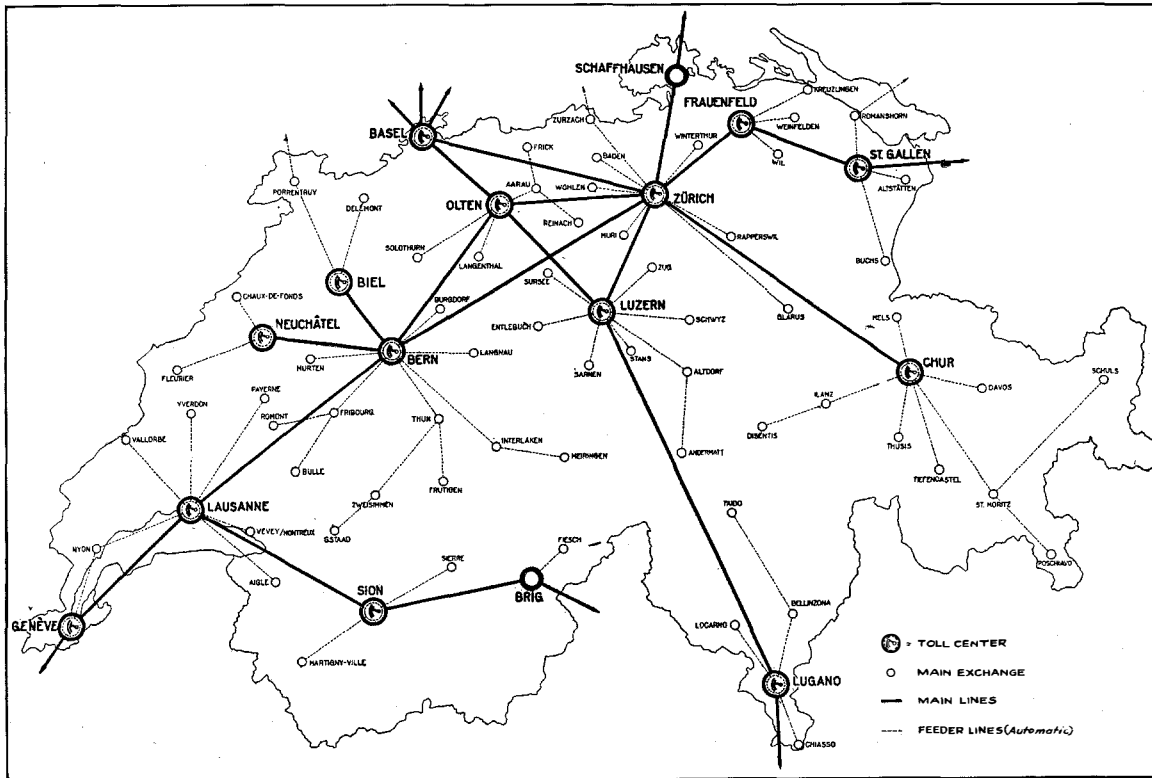 SCHAFFHAUSEN
KREUZLINGEN
FRAUENFELD
ROMANSHORN
ZURZACH
WEINFELDEN
BASEL
WINTERTHUR
FRICK
WIL
ST. GALLEN
BADEN
ALTSTÄTTEN
PORRENTRUY
AARAU
WOHLEN
ZÜRICH
DELEMONT
OLTEN
REINACH
MURI
RAPPERSWIL
SOLOTHURN
LANGENTHAL
BUCHS
ZUG
SURSEE
BIEL
CHAUX-DE-FONDS
BURGDORF
LUZERN
GLARUS
MELS
SCHWYZ
NEUCHÂTEL
ENTLEBUCH
BERN
LANGNAU
STANS
MURTEN
SARNEN
CHUR
FLEURIER
ALTDORF
SCHULS
DAVOS
PAYERNE
YVERDON
ROMONT
FRIBOURG
THUN
ILANZ
DISENTIS
THUSIS
VALLORBE
INTERLAKEN
MEIRINGEN
ANDERMATT
BULLE
FRUTIGEN
TIEFENCASTEL
ZWEISIMMEN
ST. MORITZ
LAUSANNE
GSTAAD
VEVEY/MONTREUX
FAIDO
NYON
FIESCH
POSCHIAVO
SIERRE
AIGLE
SION
BRIG
BELLINZONA
GENÈVE
LOCARNO
MARTIGNY-VILLE
LUGANO
CHIASSO
= TOLL CENTER
MAIN EXCHANGE
MAIN LINES
FEEDER LINES (Automatic)